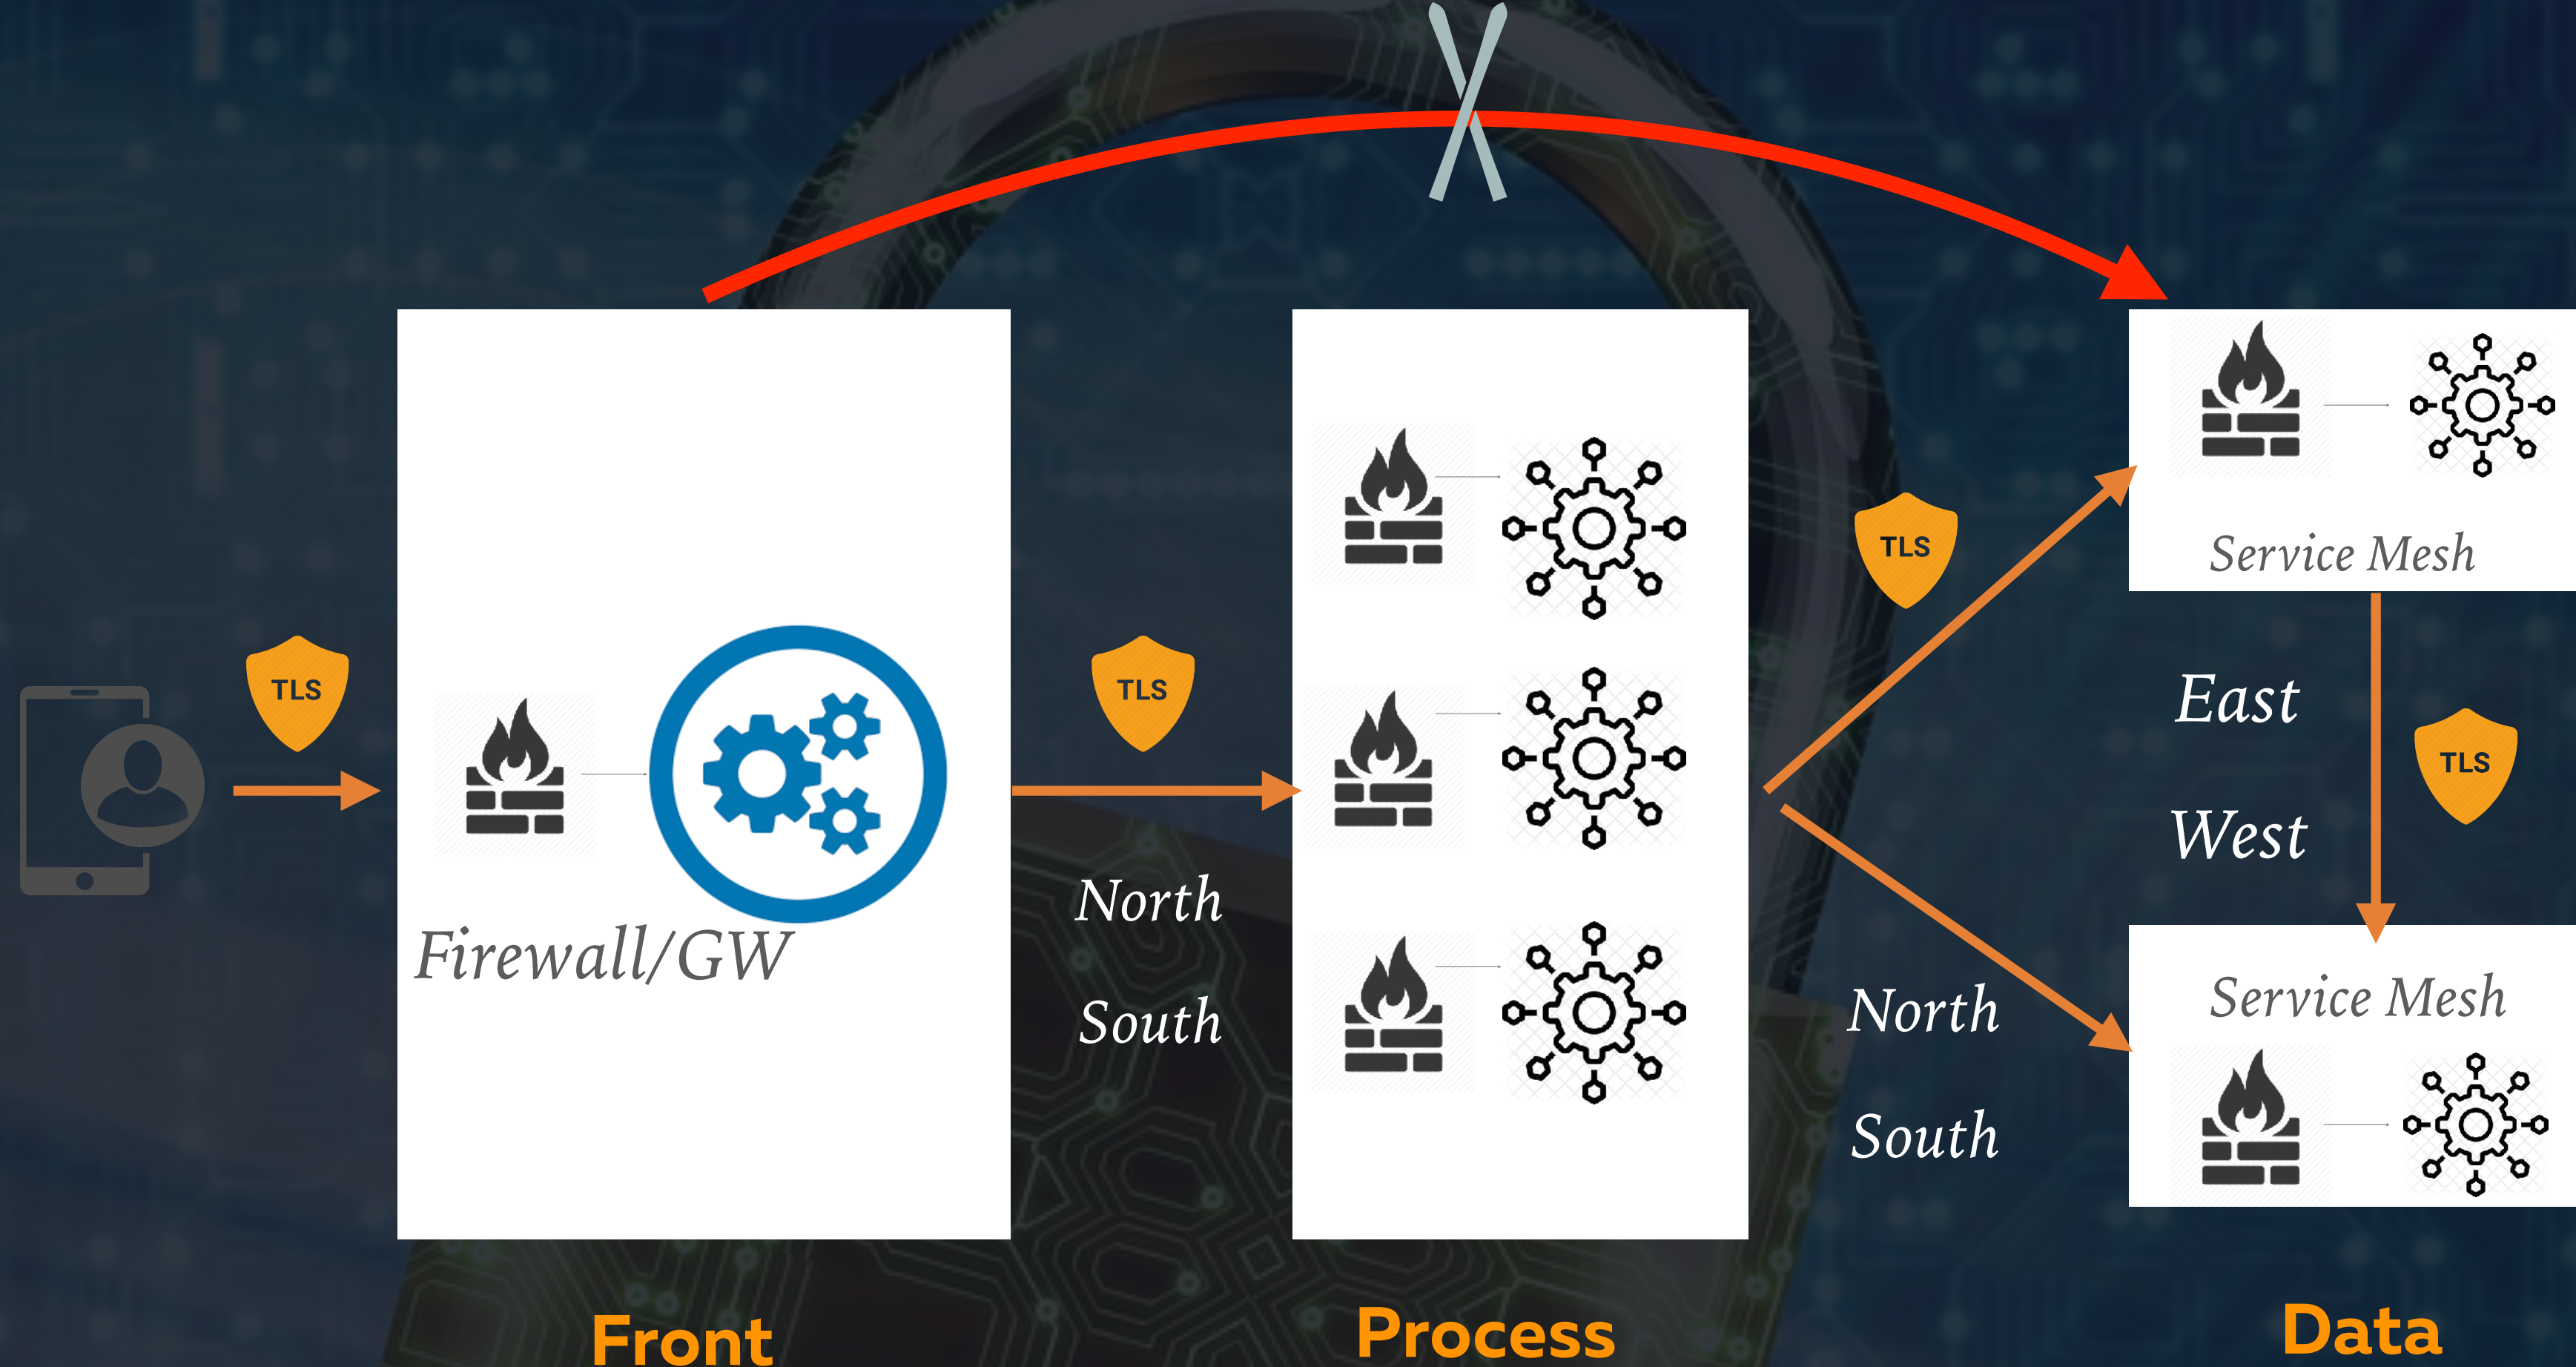 TLS
Firewall/GW
TLS
North
South
TLS
North
South
Service Mesh
East
West
TLS
Service Mesh
Front
Process
Data